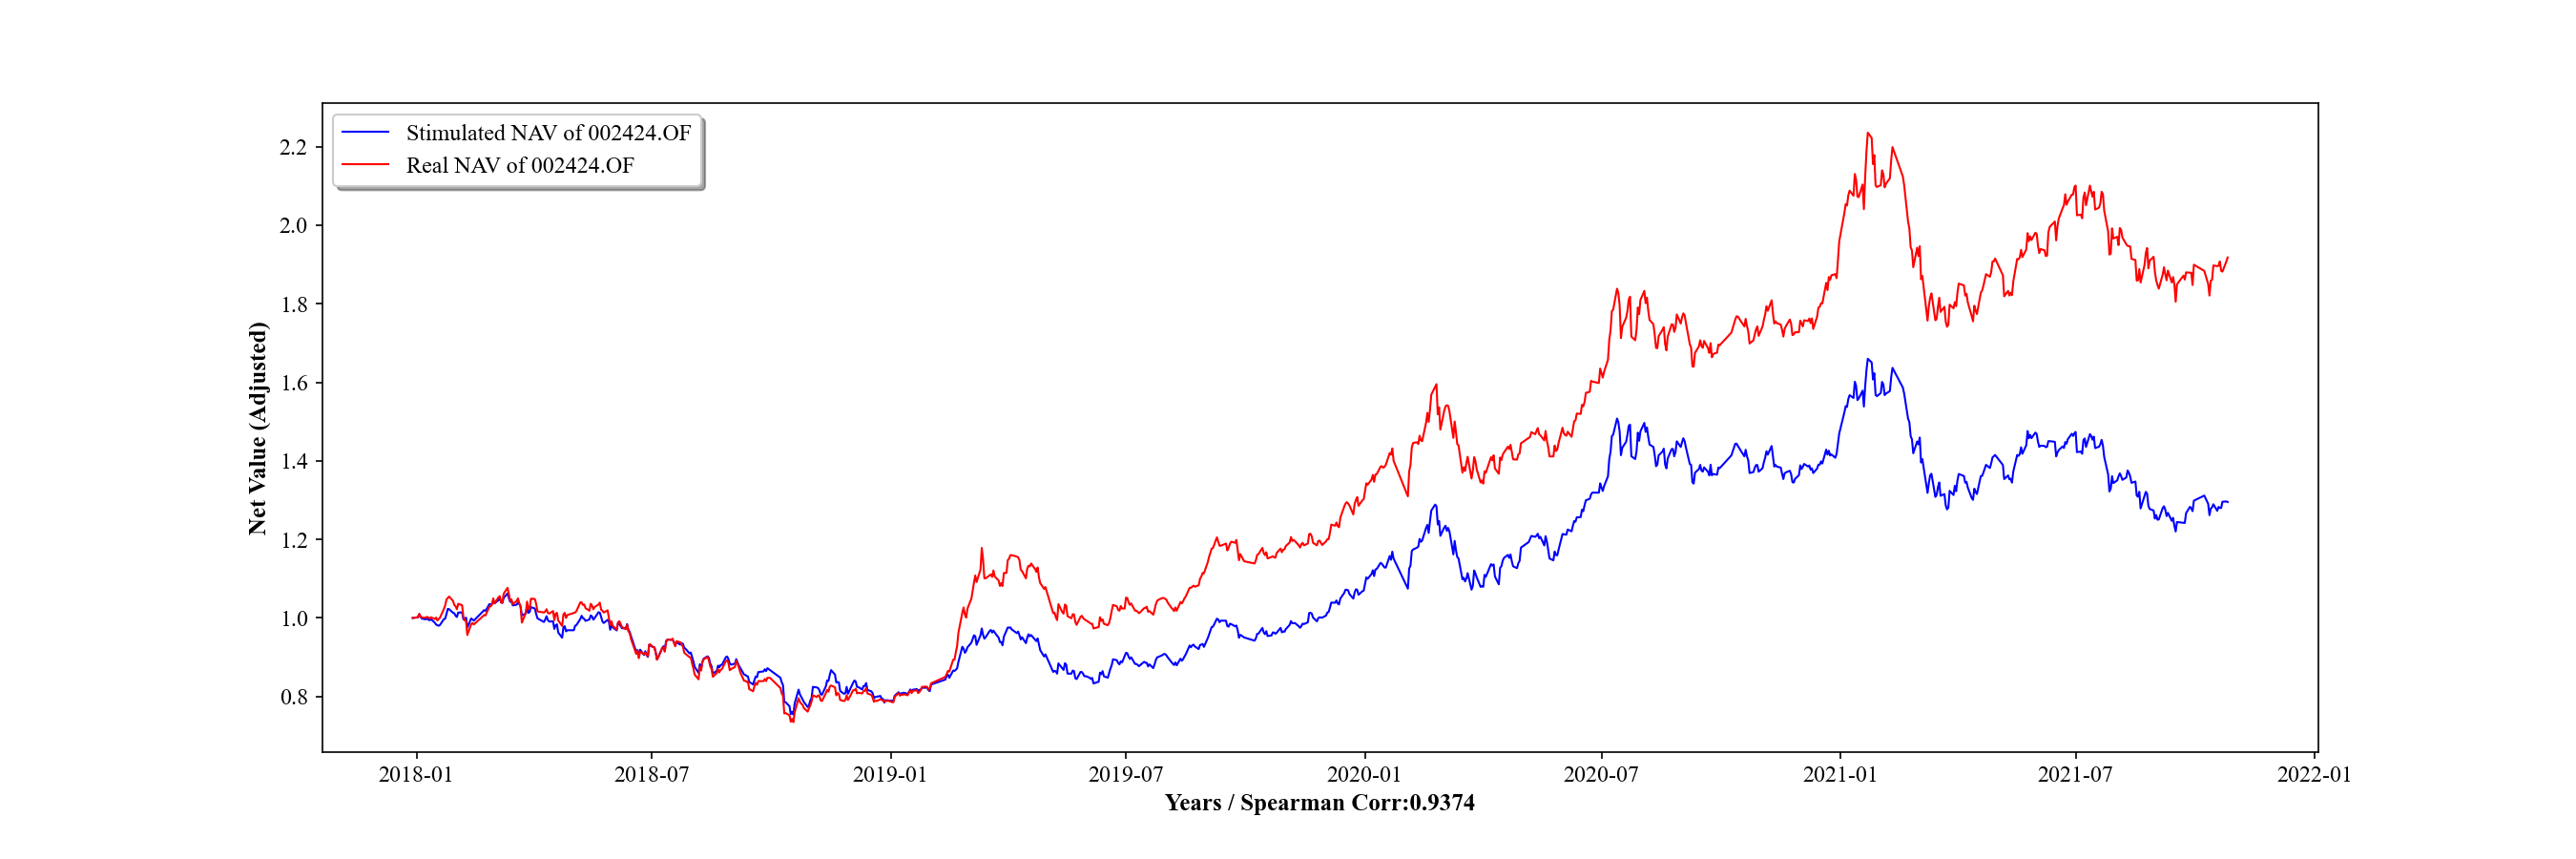 Stimulated NAV of 002424.OF
Real NAV of 002424.OF
2.2
2.0
1.8
1.6
1.4
1.2
1.0
0.8
Net Value (Adjusted)
2018-01 2018-07 2019-01 2019-07 2020-01 2020-07 2021-01 2021-07 2022-01
Years / Spearman Corr:0.9374